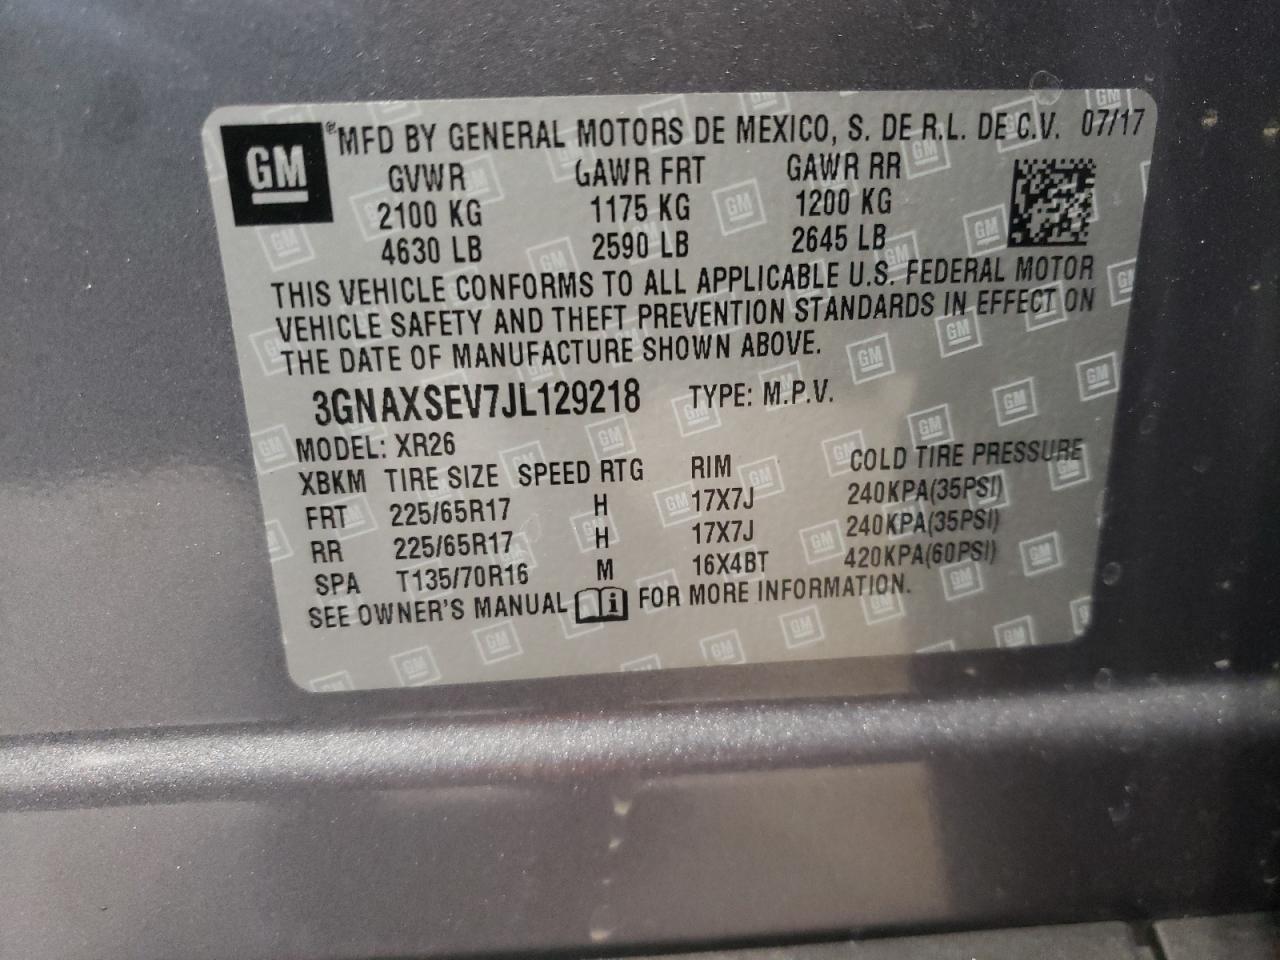 GM
®MFD BY GENERAL MOTORS DE MEXICO, S. DE R.L. DE C.V. 07/17
GVWR GAWR FRT GAWR RR
2100 KG 1175 KG 1200 KG
4630 LB 2590 LB 2645 LB
THIS VEHICLE CONFORMS TO ALL APPLICABLE U.S. FEDERAL MOTOR
VEHICLE SAFETY AND THEFT PREVENTION STANDARDS IN EFFECT ON
THE DATE OF MANUFACTURE SHOWN ABOVE.
3GNAXSEV7JL129218 TYPE: M.P.V.
MODEL: XR26
XBKM TIRE SIZE SPEED RTG RIM COLD TIRE PRESSURE
FRT 225/65R17 H 17X7J 240KPA(35PSI)
RR 225/65R17 H 17X7J 240KPA(35PSI)
SPA T135/70R16 M 16X4BT 420KPA(60PSI)
SEE OWNER'S MANUAL FOR MORE INFORMATION.